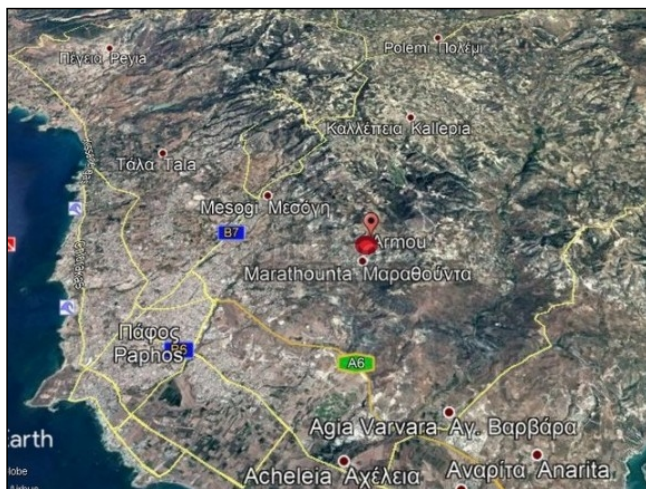 Polemi Πολέμι
Πέγεια Peyia
Κάλλέπεια Kallepia
Τάλα Tala
Mesogi Μεσόγη
B7
Armou
Marathounta Μαραθούντα
Πάφος
Paphos
B6
A6
Agia Varvara Αγ. Βαρβάρα
Earth
Acheleia Αχέλεια
Αναρίτα Anarita